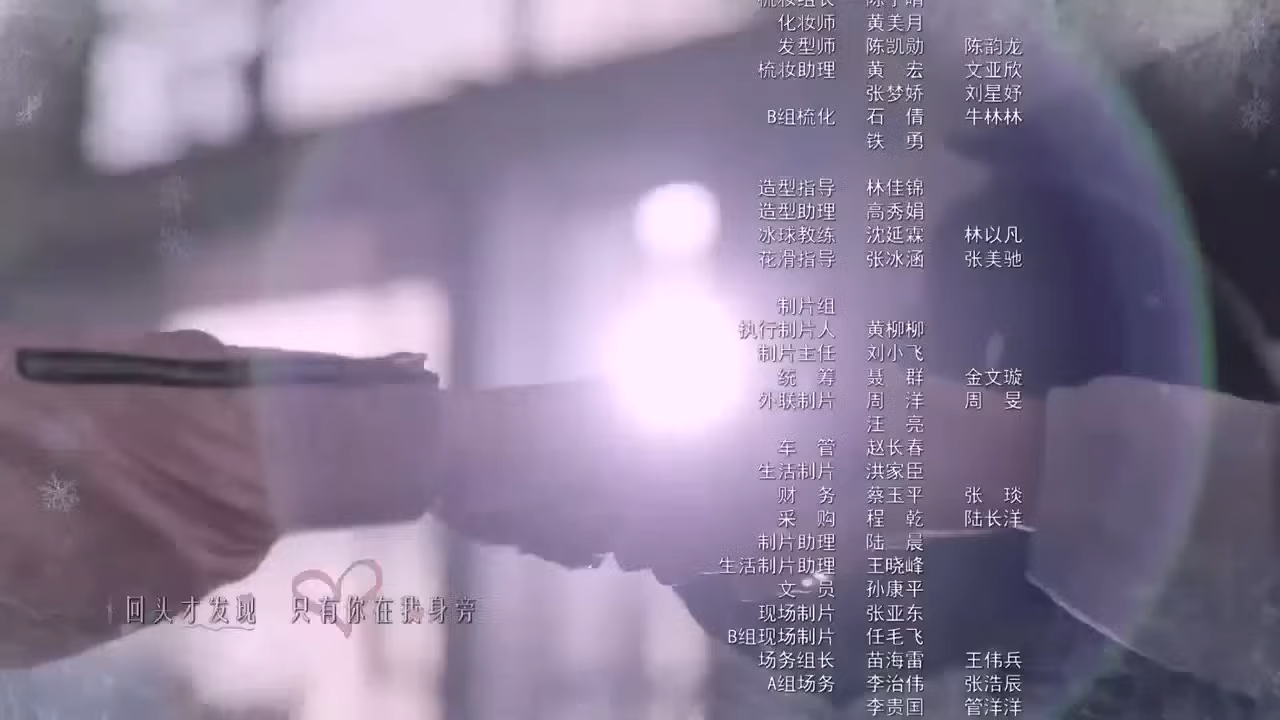 梳妆组长 陈子晴
化妆师 黄美月
发型师 陈凯勋 陈韵龙
梳妆助理 黄 宏 文亚欣
张梦娇 刘星妤
B组梳化 石 倩 牛林林
铁 勇
造型指导 林佳锦
造型助理 高秀娟
冰球教练 沈延霖 林以凡
花滑指导 张冰涵 张美驰
制片组
执行制片人 黄柳柳
制片主任 刘小飞
统 筹 聂 群 金文璇
外联制片 周 洋 周 旻
汪 亮
车 管 赵长春
生活制片 洪家臣
财 务 蔡玉平 张 琰
采 购 程 乾 陆长洋
制片助理 陆 晨
生活制片助理 王晓峰
文 员 孙康平
现场制片 张亚东
B组现场制片 任毛飞
场务组长 苗海雷 王伟兵
A组场务 李治伟 张浩辰
李贵国 管洋洋
回头才发现 只有你在我身旁